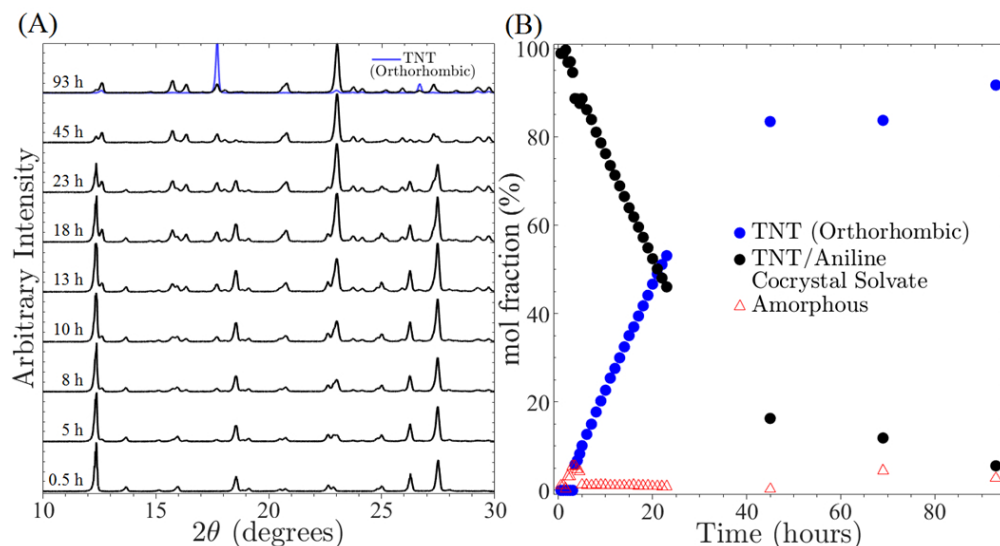 (A)
TNT
(Orthorhombic)
93 h
45 h
23 h
18 h
13 h
10 h
8 h
5 h
0.5 h
Arbitrary Intensity
10 15 20 25 30
2θ (degrees)
(B)
100
80
60
40
20
0
mol fraction (%)
TNT (Orthorhombic)
TNT/Aniline
Cocrystal Solvate
Amorphous
0 20 40 60 80
Time (hours)